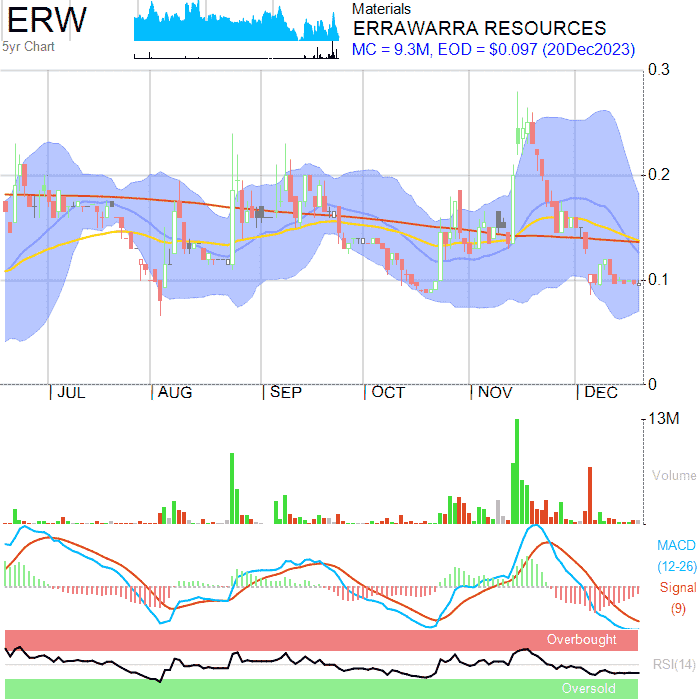 ERW
5yr Chart
Materials
ERRAWARRA RESOURCES
MC = 9.3M, EOD = $0.097 (20Dec2023)
0.3
0.2
0.1
0
JUL AUG SEP OCT NOV DEC
13M
Volume
MACD
(12-26)
Signal
(9)
Overbought
RSI(14)
Oversold